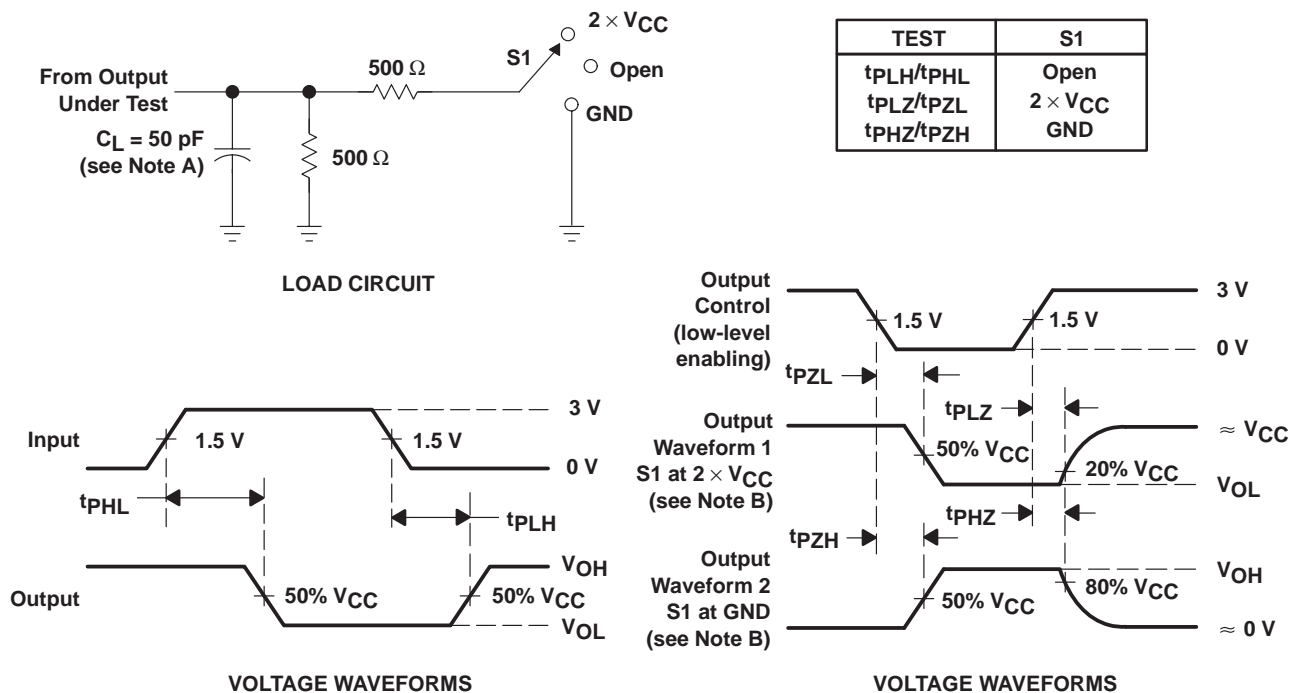 2 × VCC
S1
Open
GND
500 Ω
From Output
Under Test
CL = 50 pF
(see Note A)
500 Ω
LOAD CIRCUIT
TEST S1
tPLH/tPHL Open
tPLZ/tPZL 2 × VCC
tPHZ/tPZH GND
Input
1.5 V
1.5 V
3 V
0 V
tPHL
tPLH
Output
50% VCC
50% VCC
VOH
VOL
VOLTAGE WAVEFORMS
Output
Control
(low-level
enabling)
1.5 V
1.5 V
3 V
0 V
tPZL
tPLZ
Output
Waveform 1
S1 at 2 × VCC
(see Note B)
50% VCC
20% VCC
≈ VCC
VOL
tPZH
tPHZ
Output
Waveform 2
S1 at GND
(see Note B)
50% VCC
80% VCC
VOH
≈ 0 V
VOLTAGE WAVEFORMS